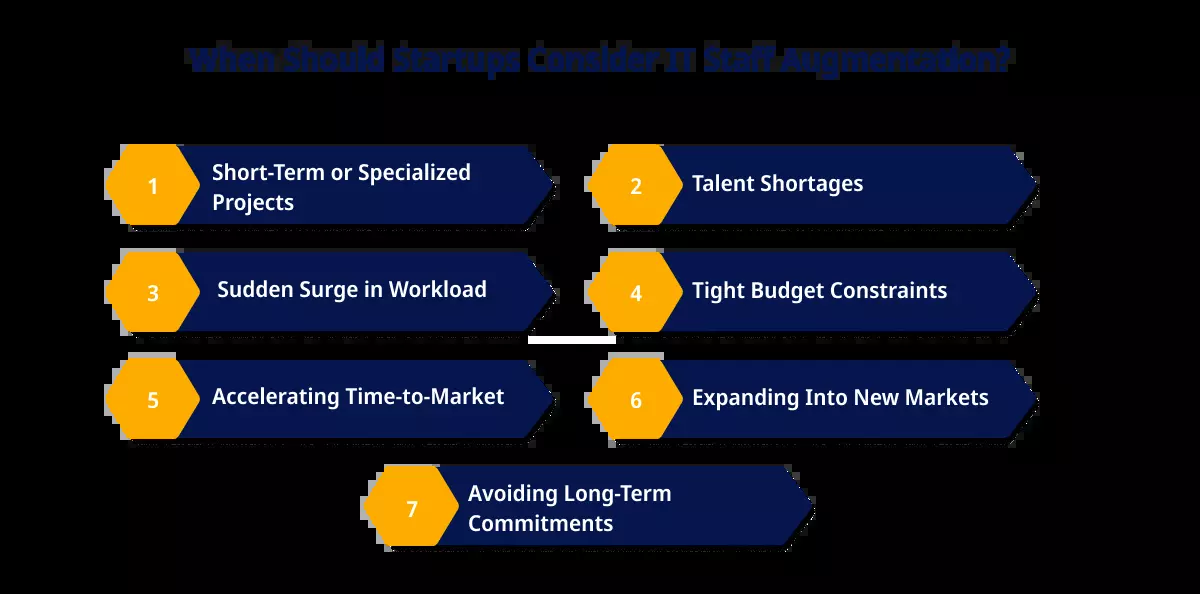 When Should Startups Consider IT Staff Augmentation?
1
Short-Term or Specialized
Projects
2
Talent Shortages
3
Sudden Surge in Workload
4
Tight Budget Constraints
5
Accelerating Time-to-Market
6
Expanding Into New Markets
7
Avoiding Long-Term
Commitments